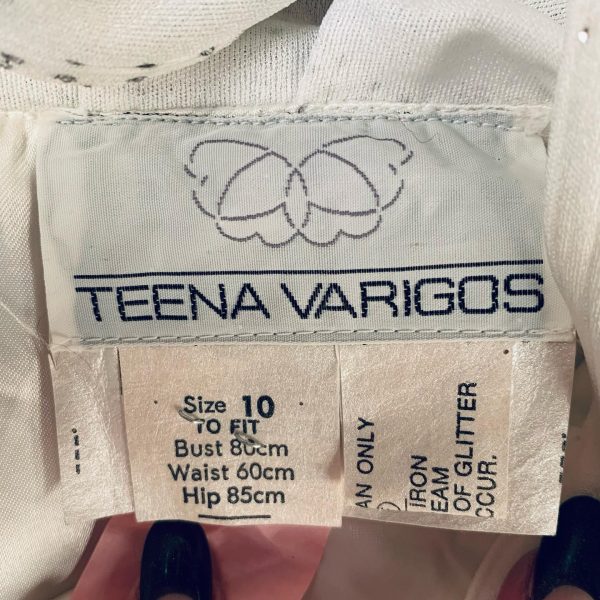 TEENA VARIGOS
Size 10
TO FIT
Bust 80cm
Waist 60cm
Hip 85cm
AN ONLY
IRON
EAM
OF GLITTER
CCUR.